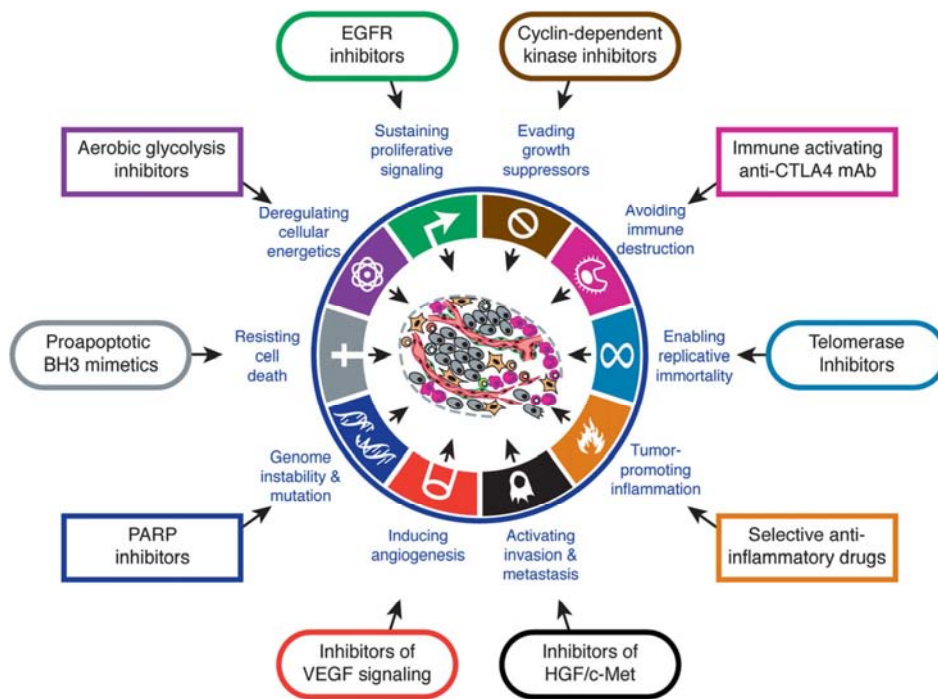 EGFR
inhibitors
Cyclin-dependent
kinase inhibitors
Sustaining
proliferative
signaling
Evading
growth
suppressors
Aerobic glycolysis
inhibitors
Immune activating
anti-CTLA4 mAb
Deregulating
cellular
energetics
Avoiding
immune
destruction
Proapoptotic
BH3 mimetics
Resisting
cell
death
Enabling
replicative
immortality
Telomerase
Inhibitors
Genome
instability &
mutation
Tumor-
promoting
inflammation
PARP
inhibitors
Inducing
angiogenesis
Activating
invasion &
metastasis
Selective anti-
inflammatory drugs
Inhibitors of
VEGF signaling
Inhibitors of
HGF/c-Met